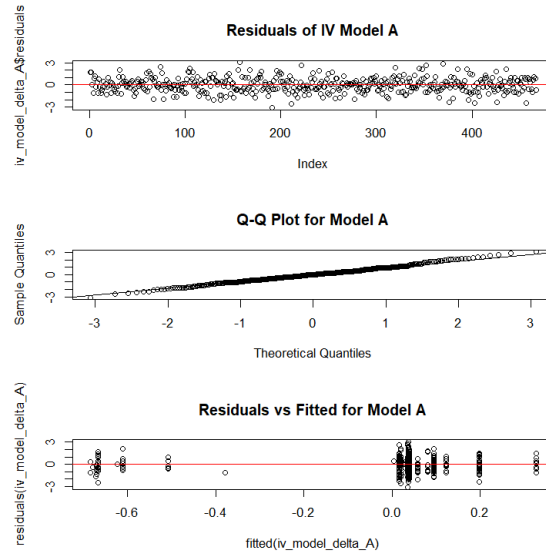 Residuals of IV Model A
iv_model_delta_A$residuals
3
0
-3
0 100 200 300 400
Index
Q-Q Plot for Model A
Sample Quantiles
3
0
-3
-3 -2 -1 0 1 2 3
Theoretical Quantiles
Residuals vs Fitted for Model A
residuals(iv_model_delta_A)
3
0
-3
-0.6 -0.4 -0.2 0.0 0.2
fitted(iv_model_delta_A)